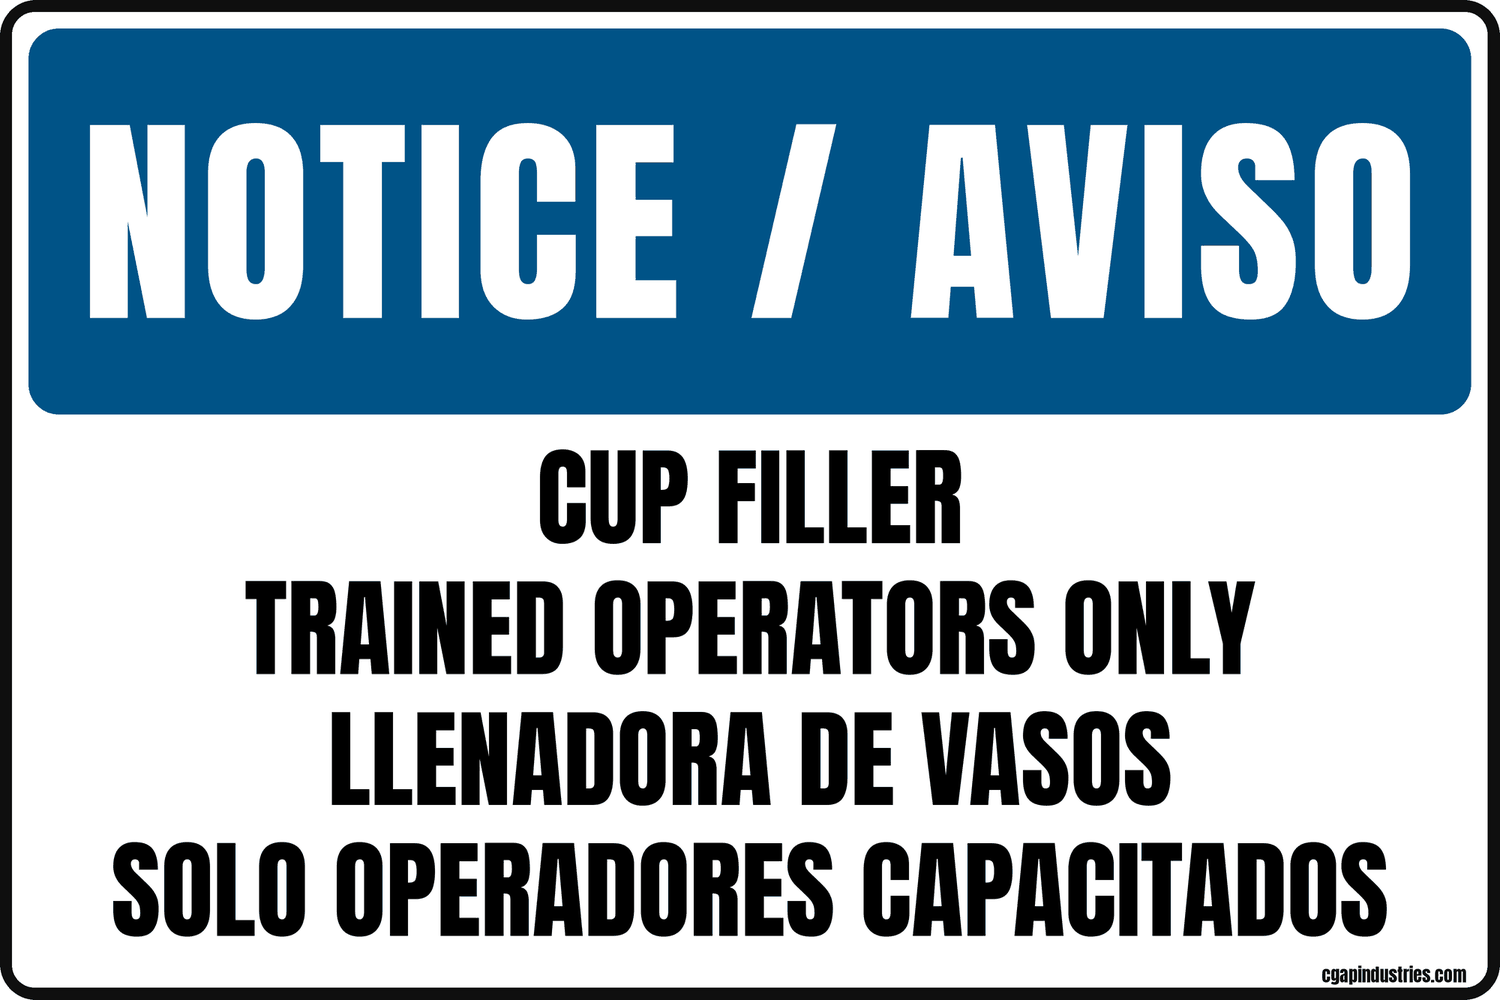 NOTICE / AVISO
CUP FILLER
TRAINED OPERATORS ONLY
LLENADORA DE VASOS
SOLO OPERADORES CAPACITADOS
cgapindustries.com